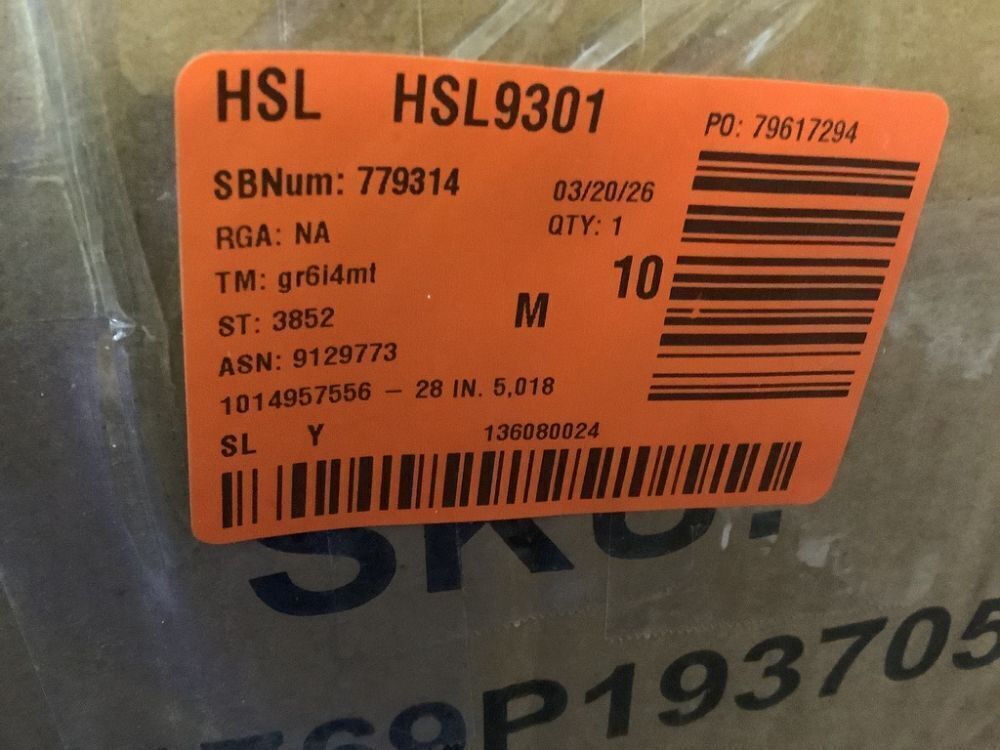 HSL HSL9301
PO: 79617294
SBNum: 779314 03/20/26
RGA: NA QTY: 1
TM: gr6i4mt M 10
ST: 3852
ASN: 9129773
1014957556 – 28 IN. 5,018
SL Y 136080024
SKU: